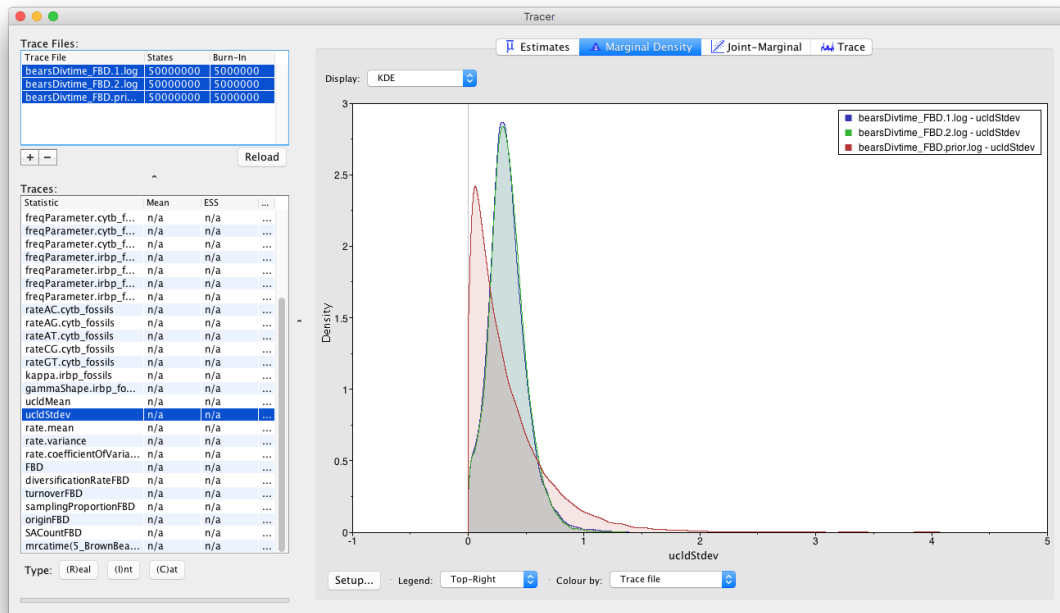 Tracer
Trace Files:
Trace File States Burn-In
bearsDivtime_FBD.1.log 50000000 5000000
bearsDivtime_FBD.2.log 50000000 5000000
bearsDivtime_FBD.pri... 50000000 5000000
+ − Reload
Traces:
Statistic Mean ESS ...
freqParameter.cytb_f... n/a n/a ...
freqParameter.cytb_f... n/a n/a ...
freqParameter.cytb_f... n/a n/a ...
freqParameter.irbp_f... n/a n/a ...
freqParameter.irbp_f... n/a n/a ...
freqParameter.irbp_f... n/a n/a ...
freqParameter.irbp_f... n/a n/a ...
rateAC.cytb_fossils n/a n/a ...
rateAG.cytb_fossils n/a n/a ...
rateAT.cytb_fossils n/a n/a ...
rateCG.cytb_fossils n/a n/a ...
rateGT.cytb_fossils n/a n/a ...
kappa.irbp_fossils n/a n/a ...
gammaShape.irbp_fo... n/a n/a ...
ucldMean n/a n/a ...
ucldStdev n/a n/a ...
rate.mean n/a n/a ...
rate.variance n/a n/a ...
rate.coefficientOfVaria... n/a n/a ...
FBD n/a n/a ...
diversificationRateFBD n/a n/a ...
turnoverFBD n/a n/a ...
samplingProportionFBD n/a n/a ...
originFBD n/a n/a ...
SACountFBD n/a n/a ...
mrcatime(5_BrownBea... n/a n/a ...
Type: (R)eal (I)nt (C)at
Estimates Marginal Density Joint-Marginal Trace
Display: KDE
bearsDivtime_FBD.1.log - ucldStdev
bearsDivtime_FBD.2.log - ucldStdev
bearsDivtime_FBD.prior.log - ucldStdev
3
2.5
2
1.5
1
0.5
0
Density
-1 0 1 2 3 4 5
ucldStdev
Setup... Legend: Top-Right Colour by: Trace file